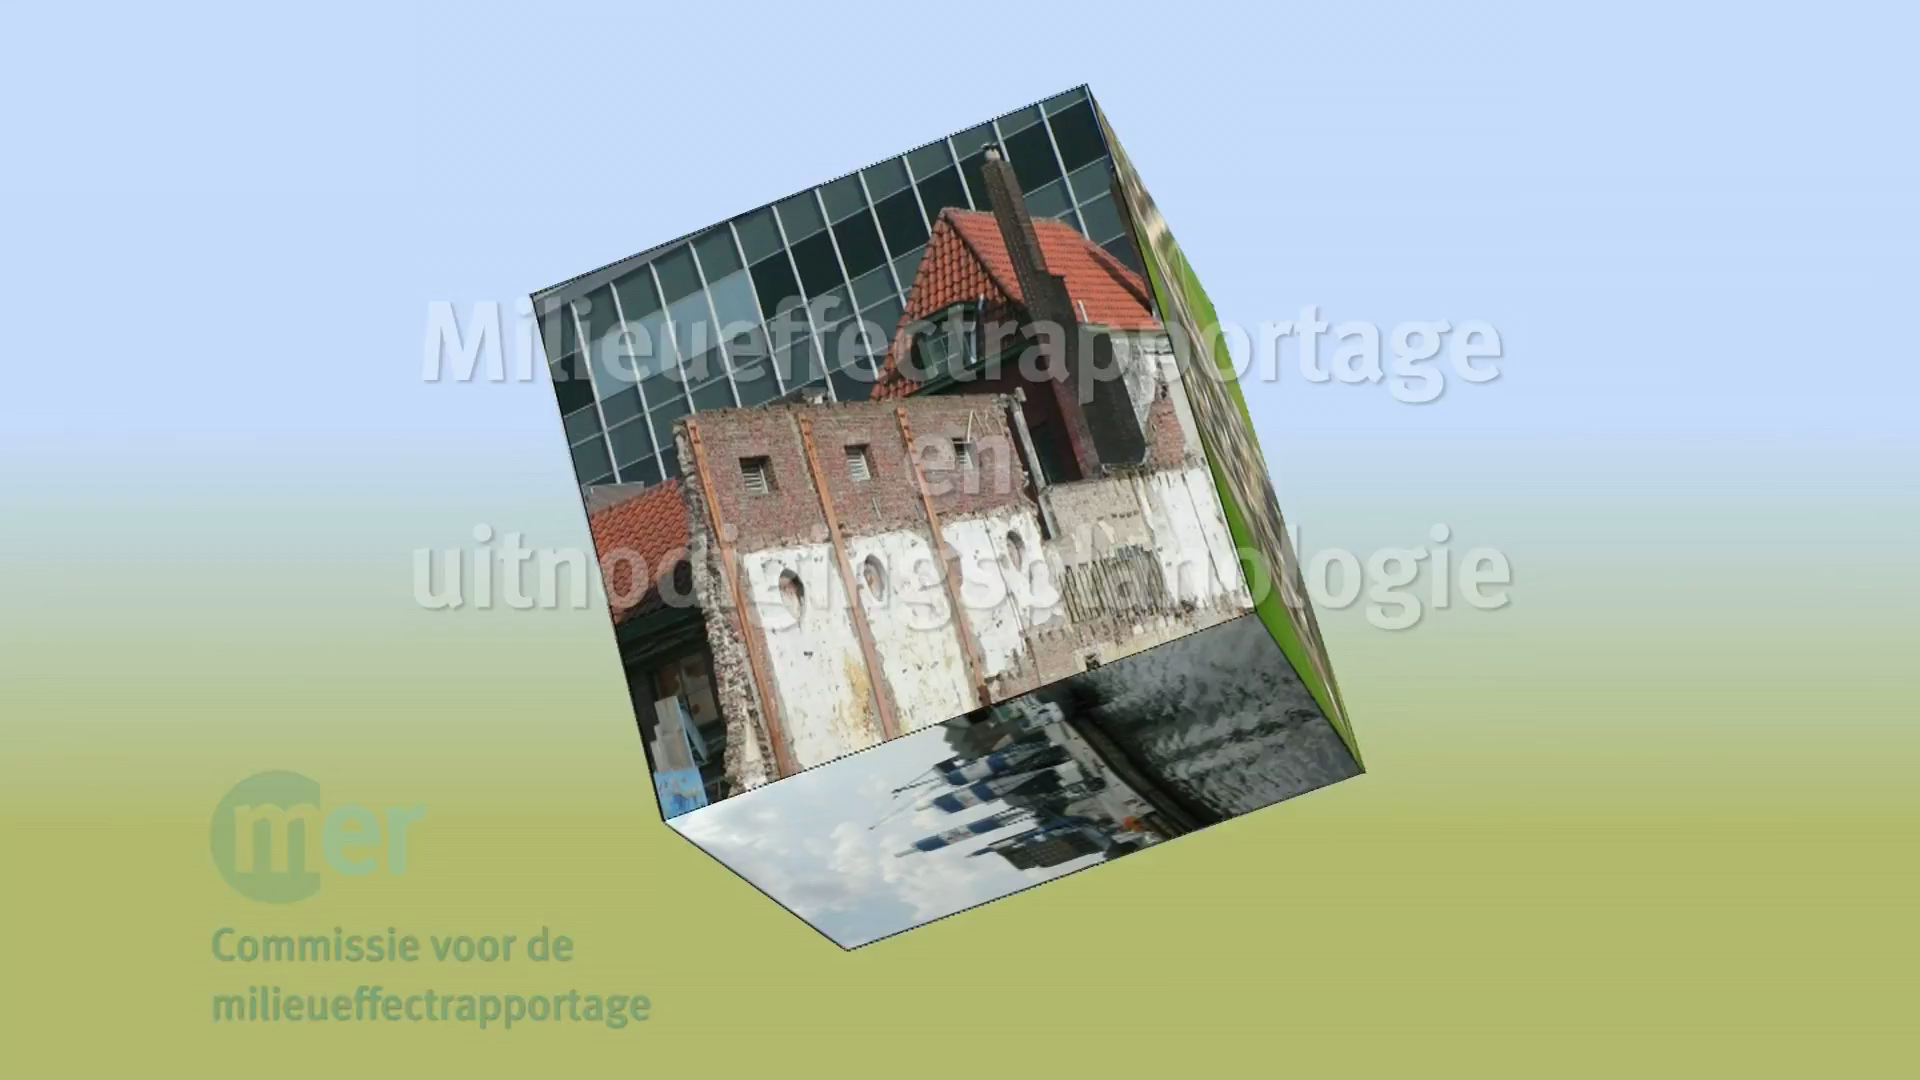 Milieueffectrapportage
en
uitnodigingsplanologie
mer
Commissie voor de
milieueffectrapportage